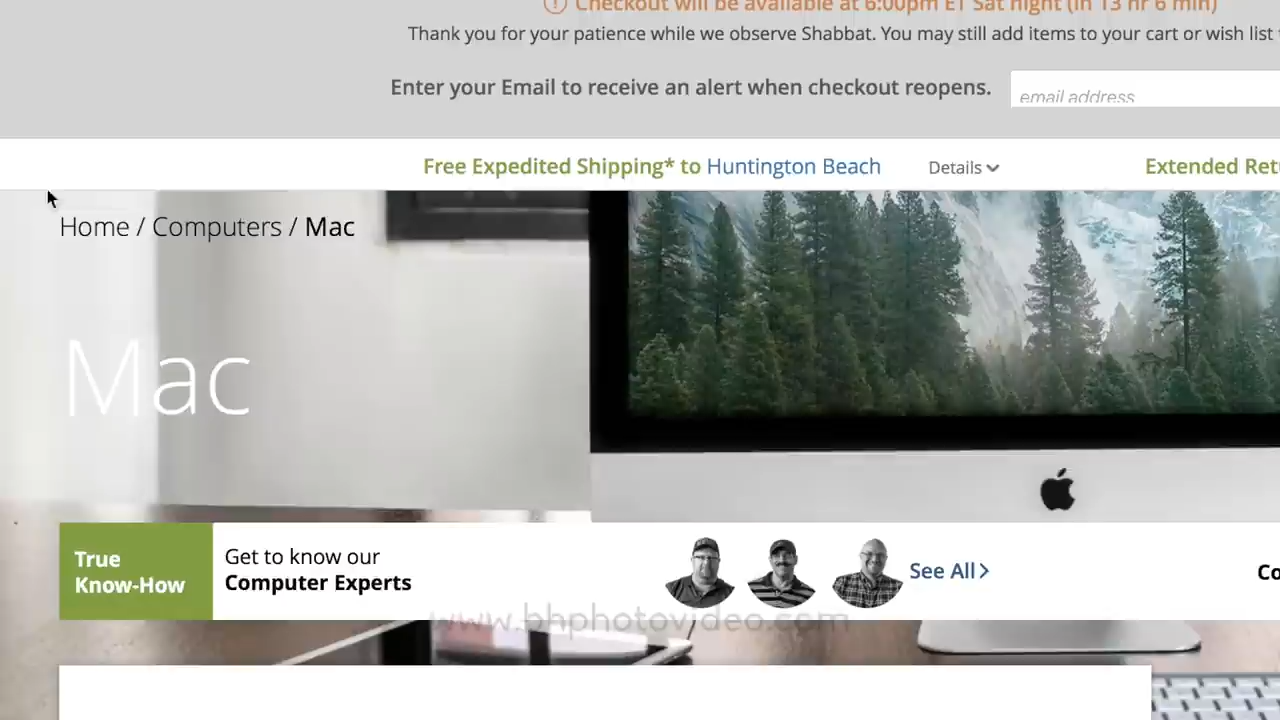 Checkout will be available at 6:00pm ET Sat night (in 13 hr 6 min)
Thank you for your patience while we observe Shabbat. You may still add items to your cart or wish list
Enter your Email to receive an alert when checkout reopens.
email address
Free Expedited Shipping* to Huntington Beach
Details
Extended Ret
Home / Computers / Mac
Mac
True
Know-How
Get to know our
Computer Experts
See All
Co
www.bhphotovideo.com